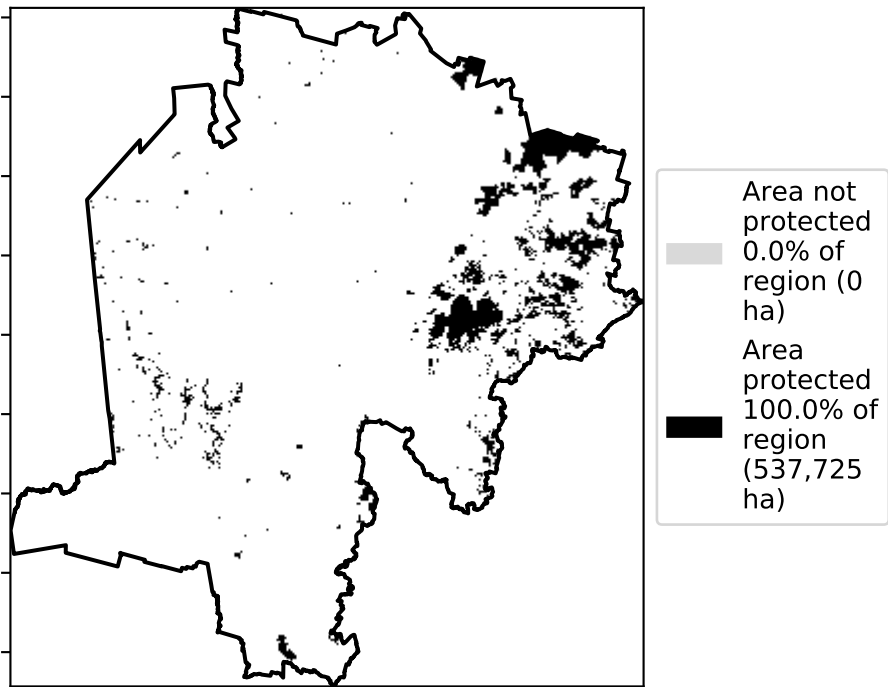 Area not
protected
0.0% of
region (0
ha)
Area
protected
100.0% of
region
(537,725
ha)